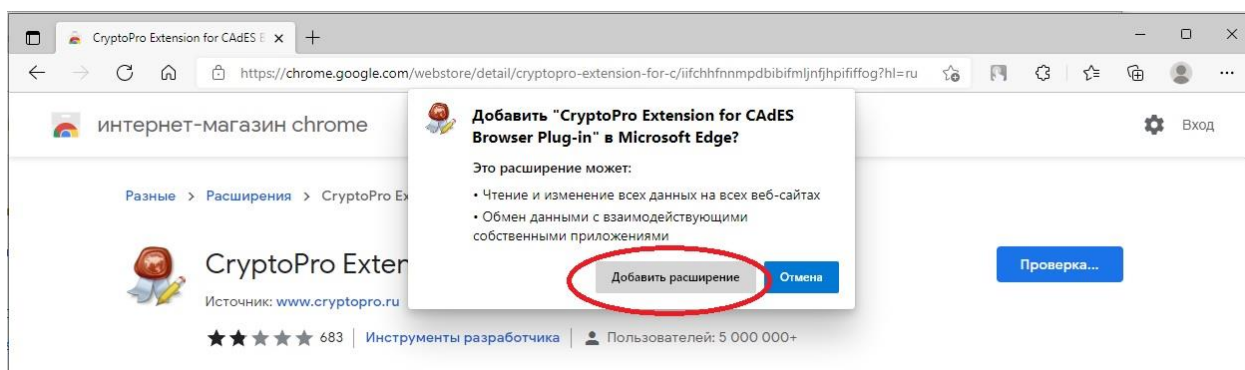 CryptoPro Extension for CAdES E
https://chrome.google.com/webstore/detail/cryptopro-extension-for-c/iifchhfnnmpdbibifmljnfjhpififfog?hl=ru
интернет-магазин chrome
Вход
Добавить "CryptoPro Extension for CAdES
Browser Plug-in" в Microsoft Edge?
Это расширение может:
• Чтение и изменение всех данных на всех веб-сайтах
• Обмен данными с взаимодействующими
собственными приложениями
Добавить расширение Отмена
Разные > Расширения > CryptoPro Ex
CryptoPro Exter
Проверка...
Источник: www.cryptopro.ru
683 Инструменты разработчика Пользователей: 5 000 000+